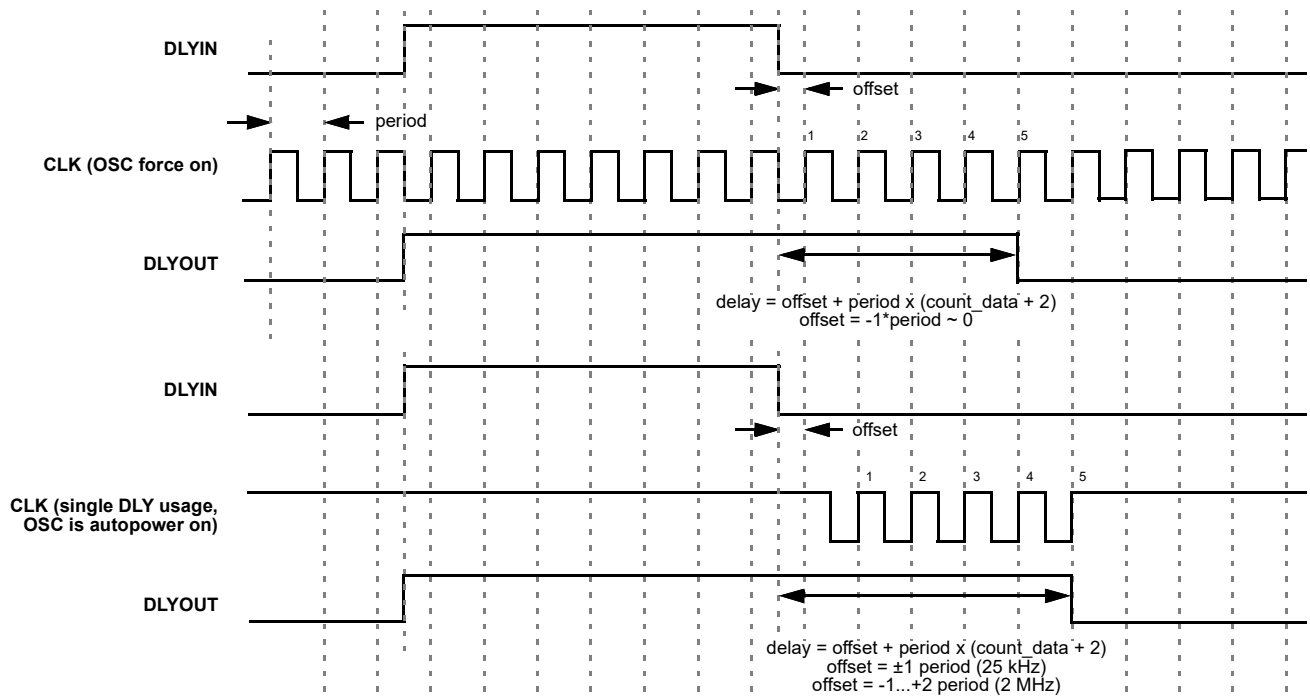 DLYIN
offset
period
1 2 3 4 5
CLK (OSC force on)
DLYOUT
delay = offset + period x (count_data + 2)
offset = -1*period ~ 0
DLYIN
offset
1 2 3 4 5
CLK (single DLY usage,
OSC is autopower on)
DLYOUT
delay = offset + period x (count_data + 2)
offset = ±1 period (25 kHz)
offset = -1...+2 period (2 MHz)